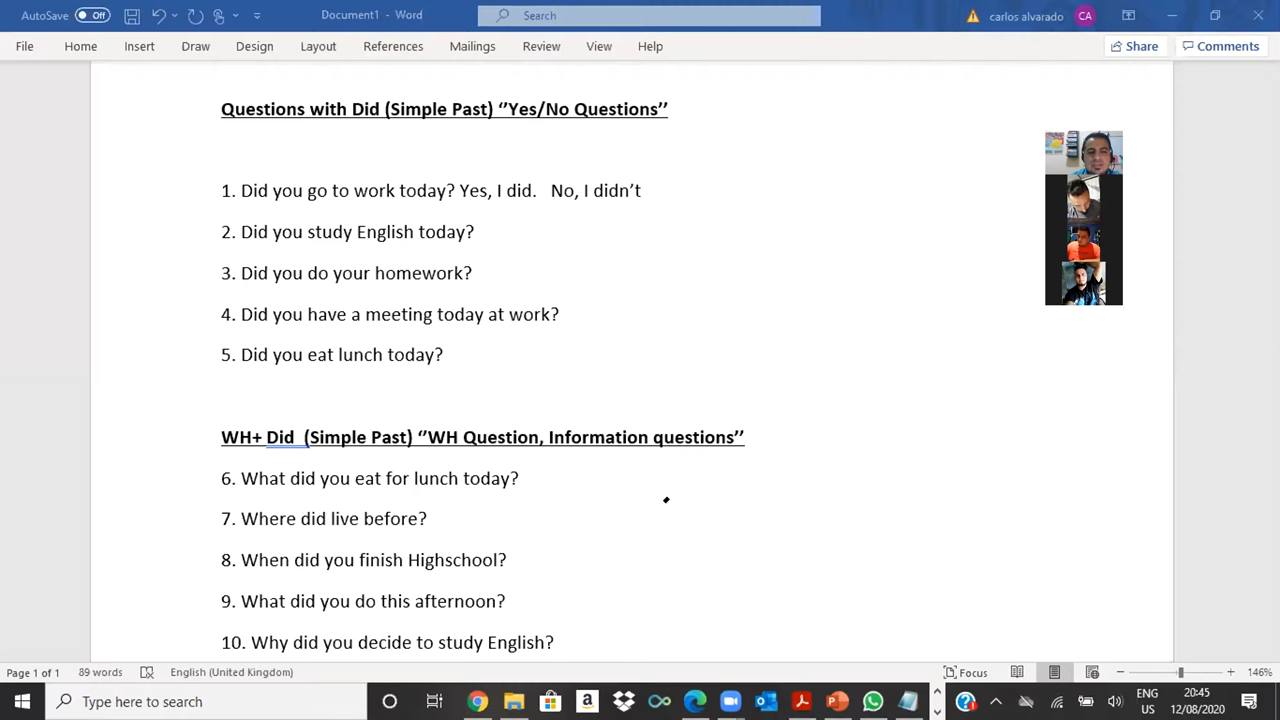 AutoSave Off Document1 - Word Search carlos alvarado CA
File Home Insert Draw Design Layout References Mailings Review View Help Share Comments
Questions with Did (Simple Past) ‘’Yes/No Questions’’
1. Did you go to work today? Yes, I did. No, I didn’t
2. Did you study English today?
3. Did you do your homework?
4. Did you have a meeting today at work?
5. Did you eat lunch today?
WH+ Did (Simple Past) ‘’WH Question, Information questions’’
6. What did you eat for lunch today?
7. Where did live before?
8. When did you finish Highschool?
9. What did you do this afternoon?
10. Why did you decide to study English?
Page 1 of 1 89 words English (United Kingdom) Focus 146%
Type here to search ENG 20:45
US 12/08/2020